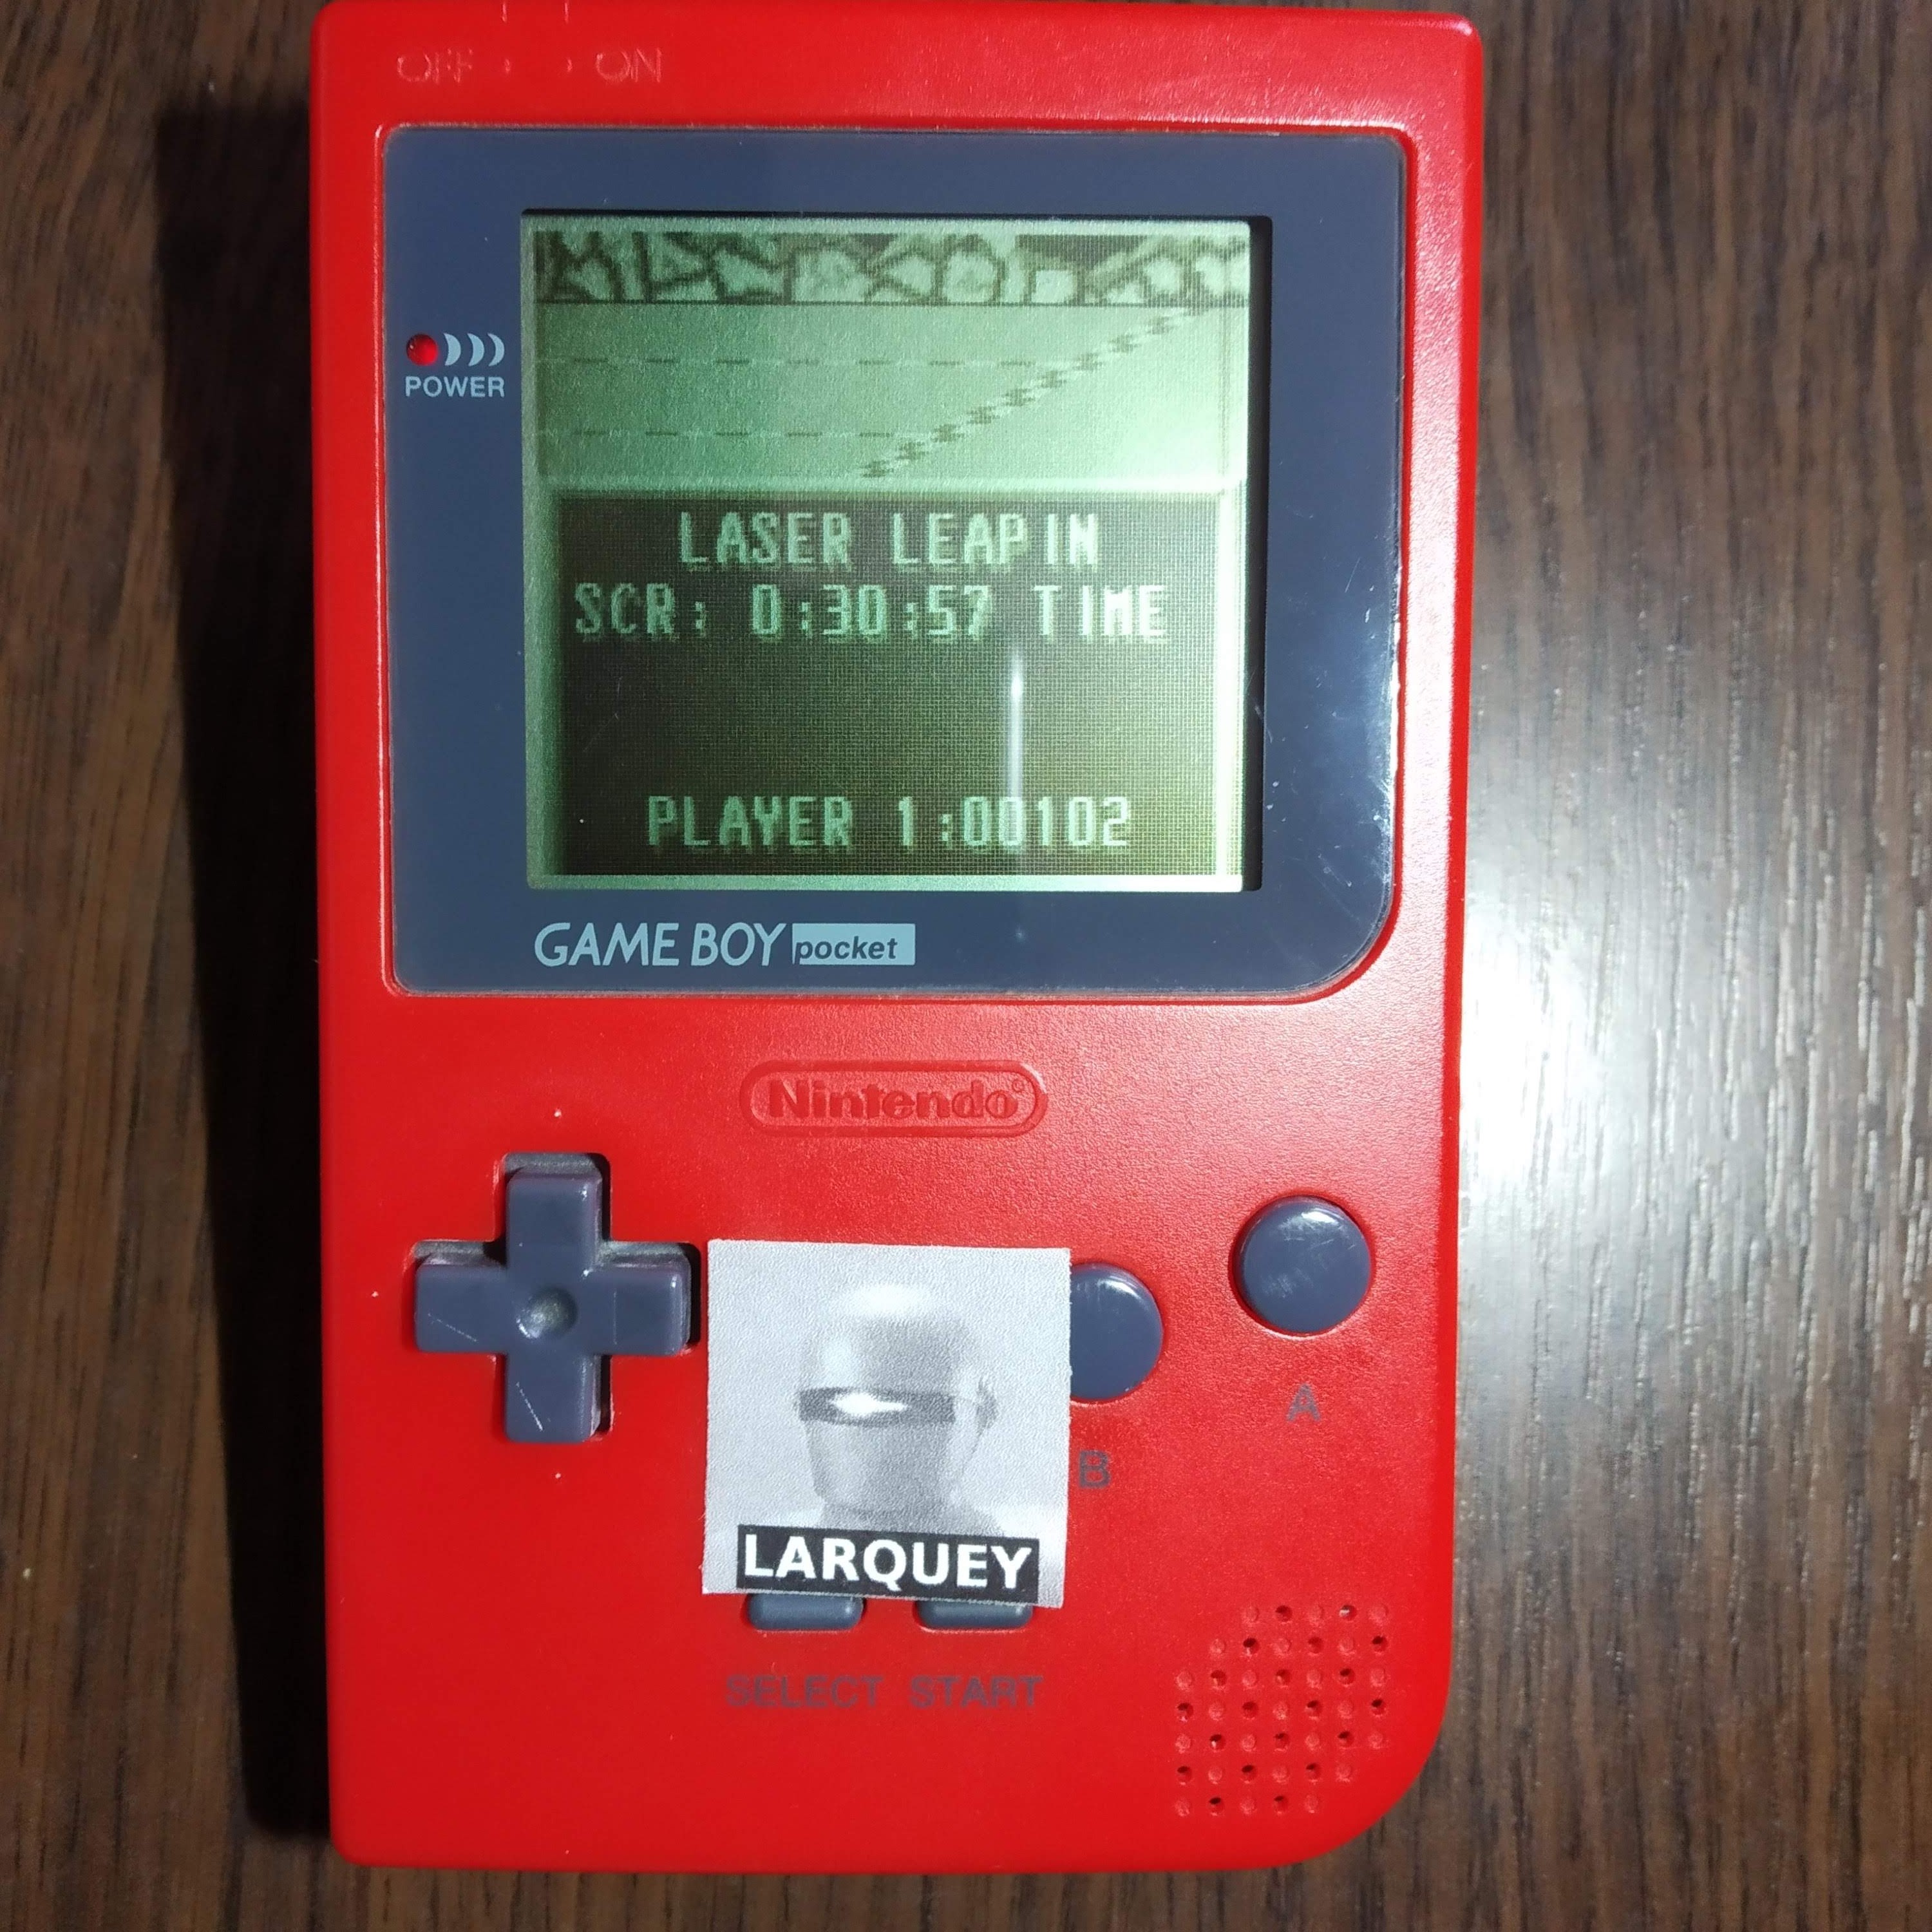 OFF ON
POWER
LASER LEAPIN
SCR: 0:30:57 TIME
PLAYER 1:00102
GAME BOY pocket
Nintendo®
A
B
LARQUEY
SELECT START